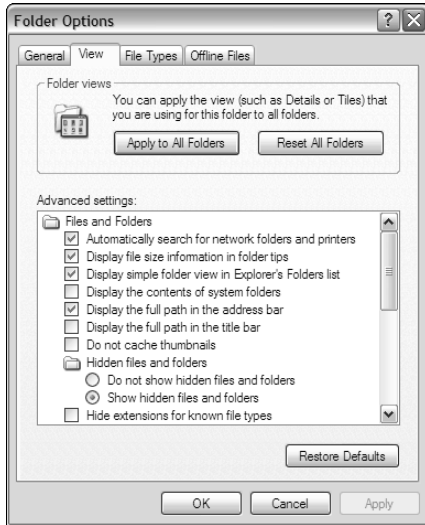 Folder Options
General View File Types Offline Files
Folder views
You can apply the view (such as Details or Tiles) that
you are using for this folder to all folders.
Apply to All Folders Reset All Folders
Advanced settings:
Files and Folders
Automatically search for network folders and printers
Display file size information in folder tips
Display simple folder view in Explorer's Folders list
Display the contents of system folders
Display the full path in the address bar
Display the full path in the title bar
Do not cache thumbnails
Hidden files and folders
Do not show hidden files and folders
Show hidden files and folders
Hide extensions for known file types
Restore Defaults
OK Cancel Apply